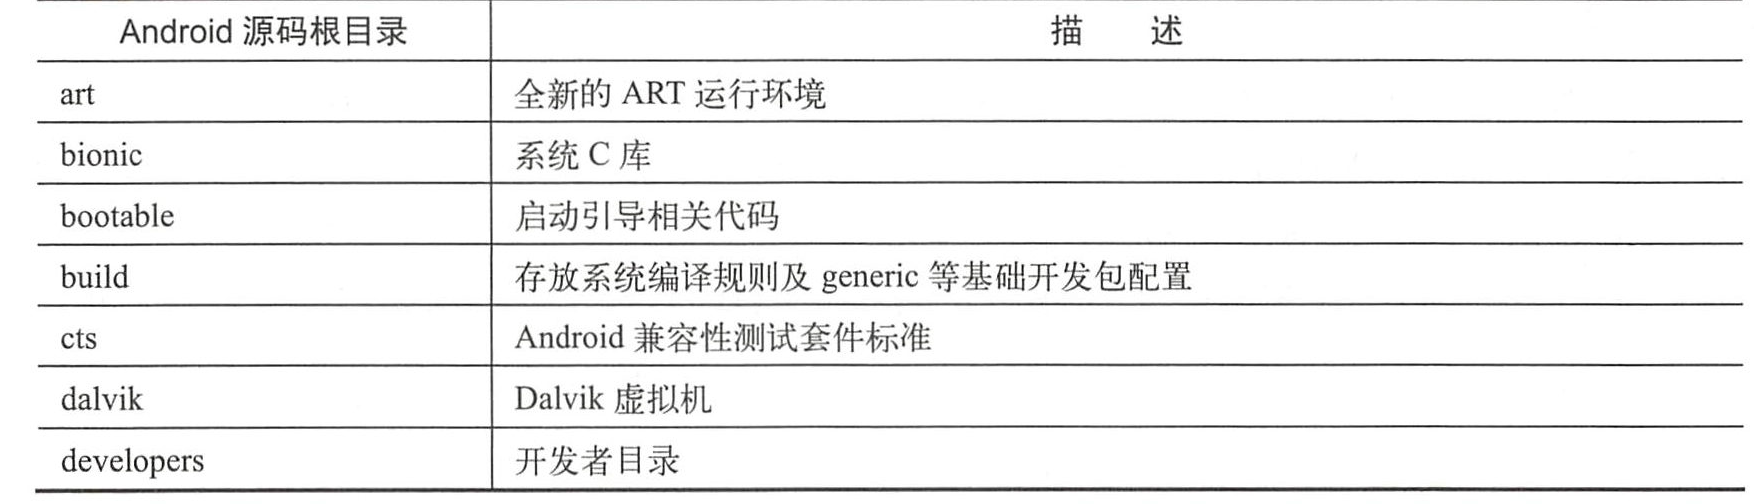 Android 源码根目录 描 述
art 全新的 ART 运行环境
bionic 系统 C 库
bootable 启动引导相关代码
build 存放系统编译规则及 generic 等基础开发包配置
cts Android 兼容性测试套件标准
dalvik Dalvik 虚拟机
developers 开发者目录